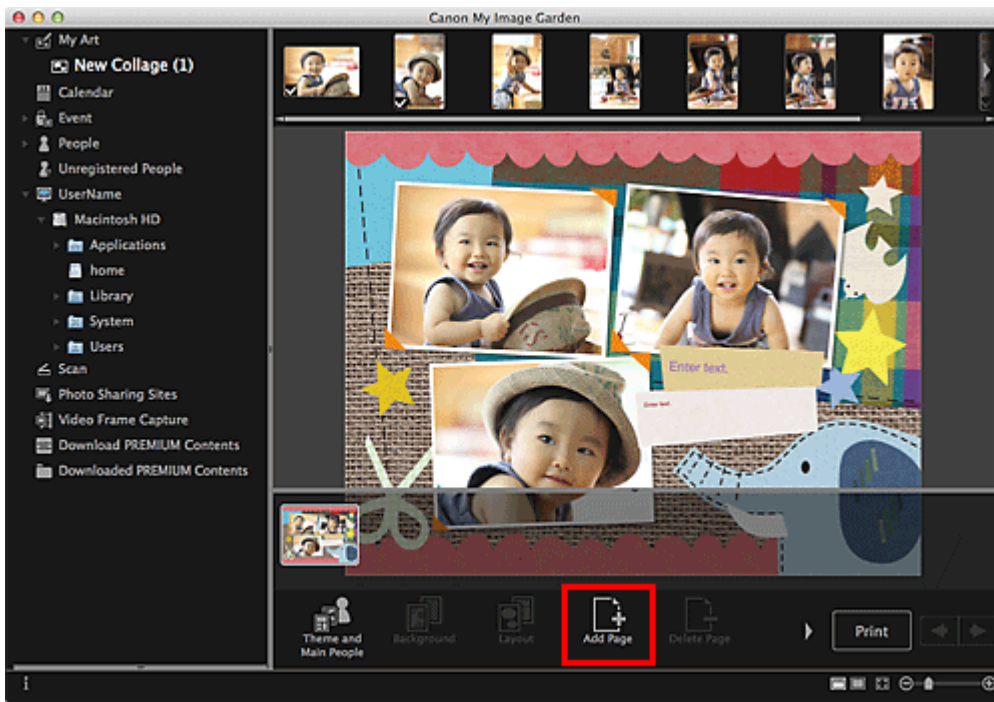 Canon My Image Garden
My Art
New Collage (1)
Calendar
Event
People
Unregistered People
UserName
Macintosh HD
Applications
home
Library
System
Users
Scan
Photo Sharing Sites
Video Frame Capture
Download PREMIUM Contents
Downloaded PREMIUM Contents
Enter text.
Enter text.
Theme and
Main People
Background
Layout
Add Page
Delete Page
Print